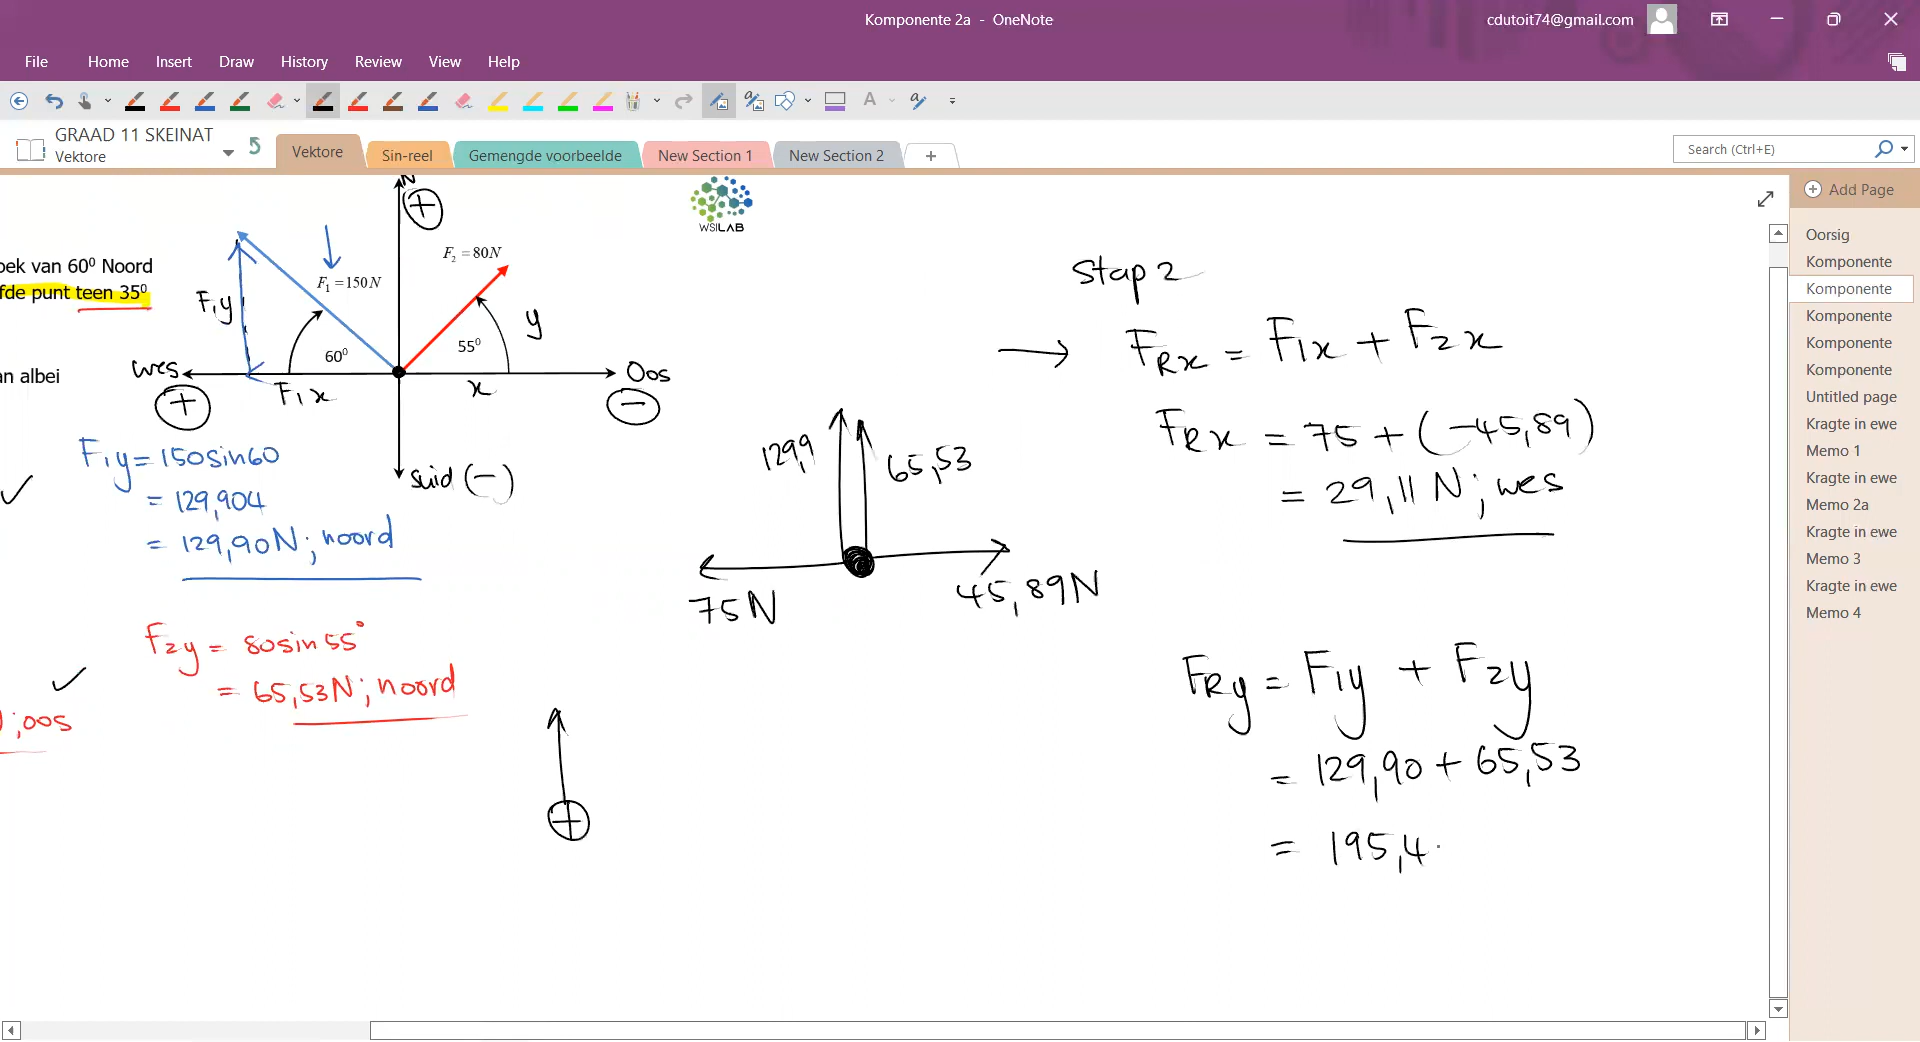 Komponente 2a - OneNote
cdutoit74@gmail.com
File Home Insert Draw History Review View Help
GRAAD 11 SKEINAT
Vektore
Vektore Sin-reel Gemengde voorbeelde New Section 1 New Section 2
Search (Ctrl+E)
Add Page
Oorsig
Komponente
Komponente
Komponente
Komponente
Komponente
Untitled page
Kragte in ewe
Memo 1
Kragte in ewe
Memo 2a
Kragte in ewe
Memo 3
Kragte in ewe
Memo 4
oek van 60⁰ Noord
fde punt teen 35⁰
an albei
N
+
F₂ = 80N
F₁ = 150N
F₁y
y
60⁰
55⁰
wes
Oos
F₁x
x
+
−
suid (−)
WSILAB
F₁y = 150sin60
= 129,904
= 129,90N ; noord
F₂y = 80sin55°
= 65,53N ; noord
;oos
+
129,9
65,53
75N
45,89N
Stap 2
→ FRx = F₁x + F₂x
FRx = 75 + (−45,89)
= 29,11 N ; wes
FRy = F₁y + F₂y
= 129,90 + 65,53
= 195,4